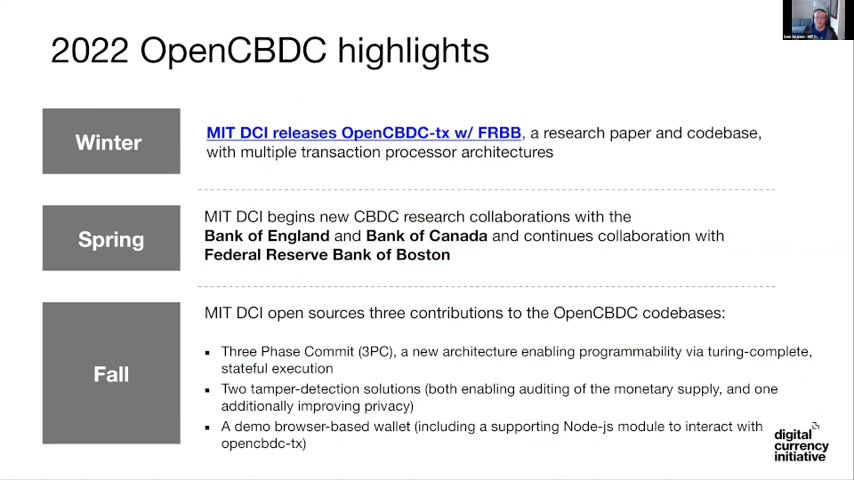 2022 OpenCBDC highlights
Winter
MIT DCI releases OpenCBDC-tx w/ FRBB, a research paper and codebase,
with multiple transaction processor architectures
Spring
MIT DCI begins new CBDC research collaborations with the
Bank of England and Bank of Canada and continues collaboration with
Federal Reserve Bank of Boston
Fall
MIT DCI open sources three contributions to the OpenCBDC codebases:
▪ Three Phase Commit (3PC), a new architecture enabling programmability via turing-complete,
stateful execution
▪ Two tamper-detection solutions (both enabling auditing of the monetary supply, and one
additionally improving privacy)
▪ A demo browser-based wallet (including a supporting Node-js module to interact with
opencbdc-tx)
digital
currency
initiative